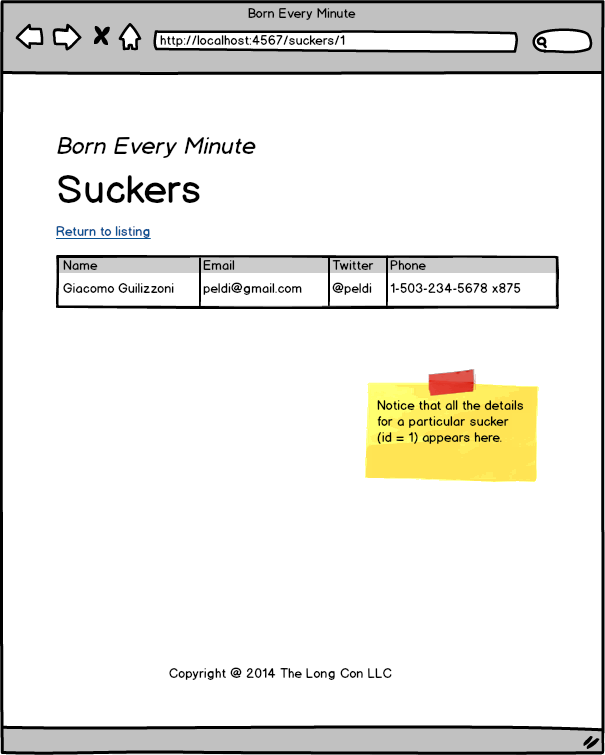 Born Every Minute
http://localhost:4567/suckers/1
Born Every Minute
Suckers
Return to listing
Name Email Twitter Phone
Giacomo Guilizzoni peldi@gmail.com @peldi 1-503-234-5678 x875
Notice that all the details
for a particular sucker
(id = 1) appears here.
Copyright @ 2014 The Long Con LLC